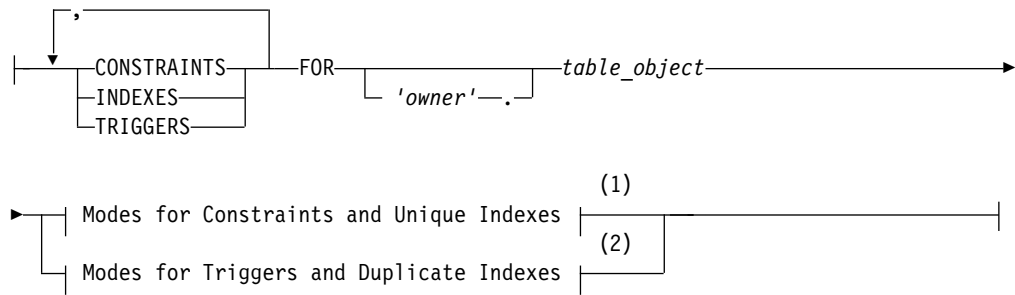 ,
CONSTRAINTS FOR table_object
INDEXES 'owner' .
TRIGGERS
(1)
Modes for Constraints and Unique Indexes
(2)
Modes for Triggers and Duplicate Indexes